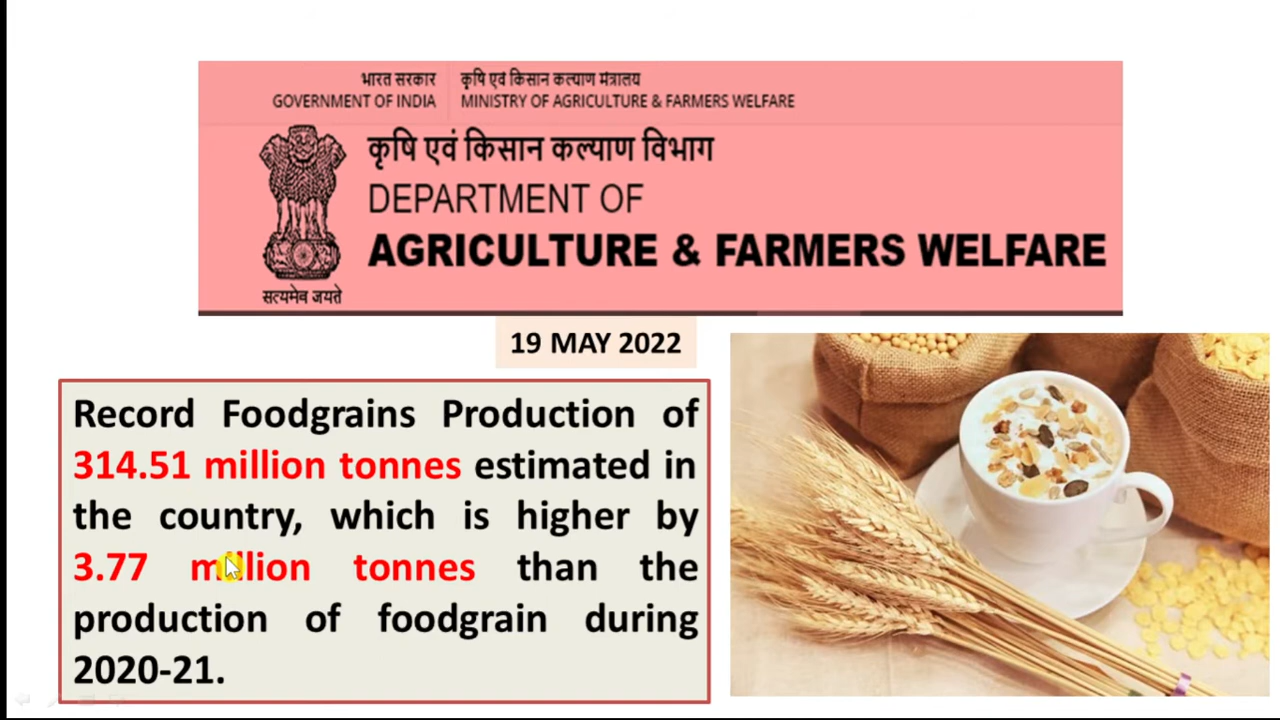 भारत सरकार
GOVERNMENT OF INDIA
कृषि एवं किसान कल्याण मंत्रालय
MINISTRY OF AGRICULTURE & FARMERS WELFARE
कृषि एवं किसान कल्याण विभाग
DEPARTMENT OF
AGRICULTURE & FARMERS WELFARE
सत्यमेव जयते
19 MAY 2022
Record Foodgrains Production of
314.51 million tonnes estimated in
the country, which is higher by
3.77 million tonnes than the
production of foodgrain during
2020-21.